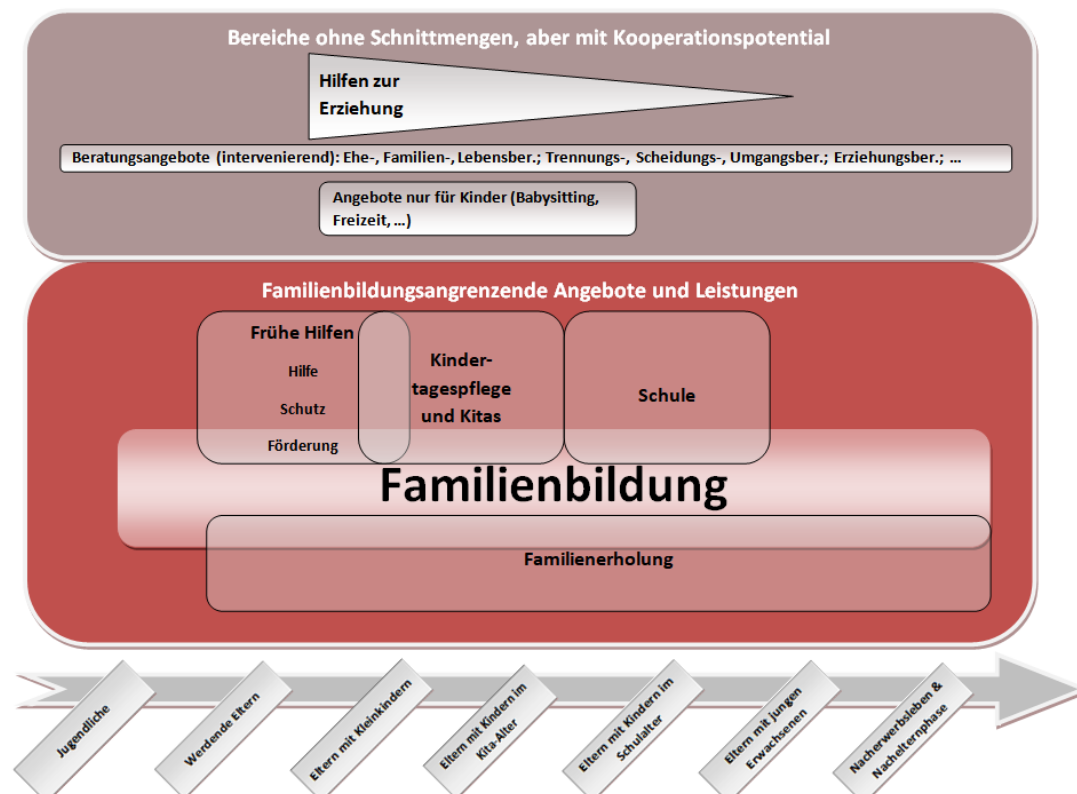 Bereiche ohne Schnittmengen, aber mit Kooperationspotential
Hilfen zur
Erziehung
Beratungsangebote (intervenierend): Ehe-, Familien-, Lebensber.; Trennungs-, Scheidungs-, Umgangsber.; Erziehungsber.; ...
Angebote nur für Kinder (Babysitting,
Freizeit, ...)
Familienbildungsangrenzende Angebote und Leistungen
Frühe Hilfen
Hilfe
Schutz
Förderung
Kinder-
tagespflege
und Kitas
Schule
Familienbildung
Familienerholung
Jugendliche
Werdende Eltern
Eltern mit Kleinkindern
Eltern mit Kindern im
Kita-Alter
Eltern mit Kindern im
Schulalter
Eltern mit jungen
Erwachsenen
Nacherwerbsleben &
Nachelternphase